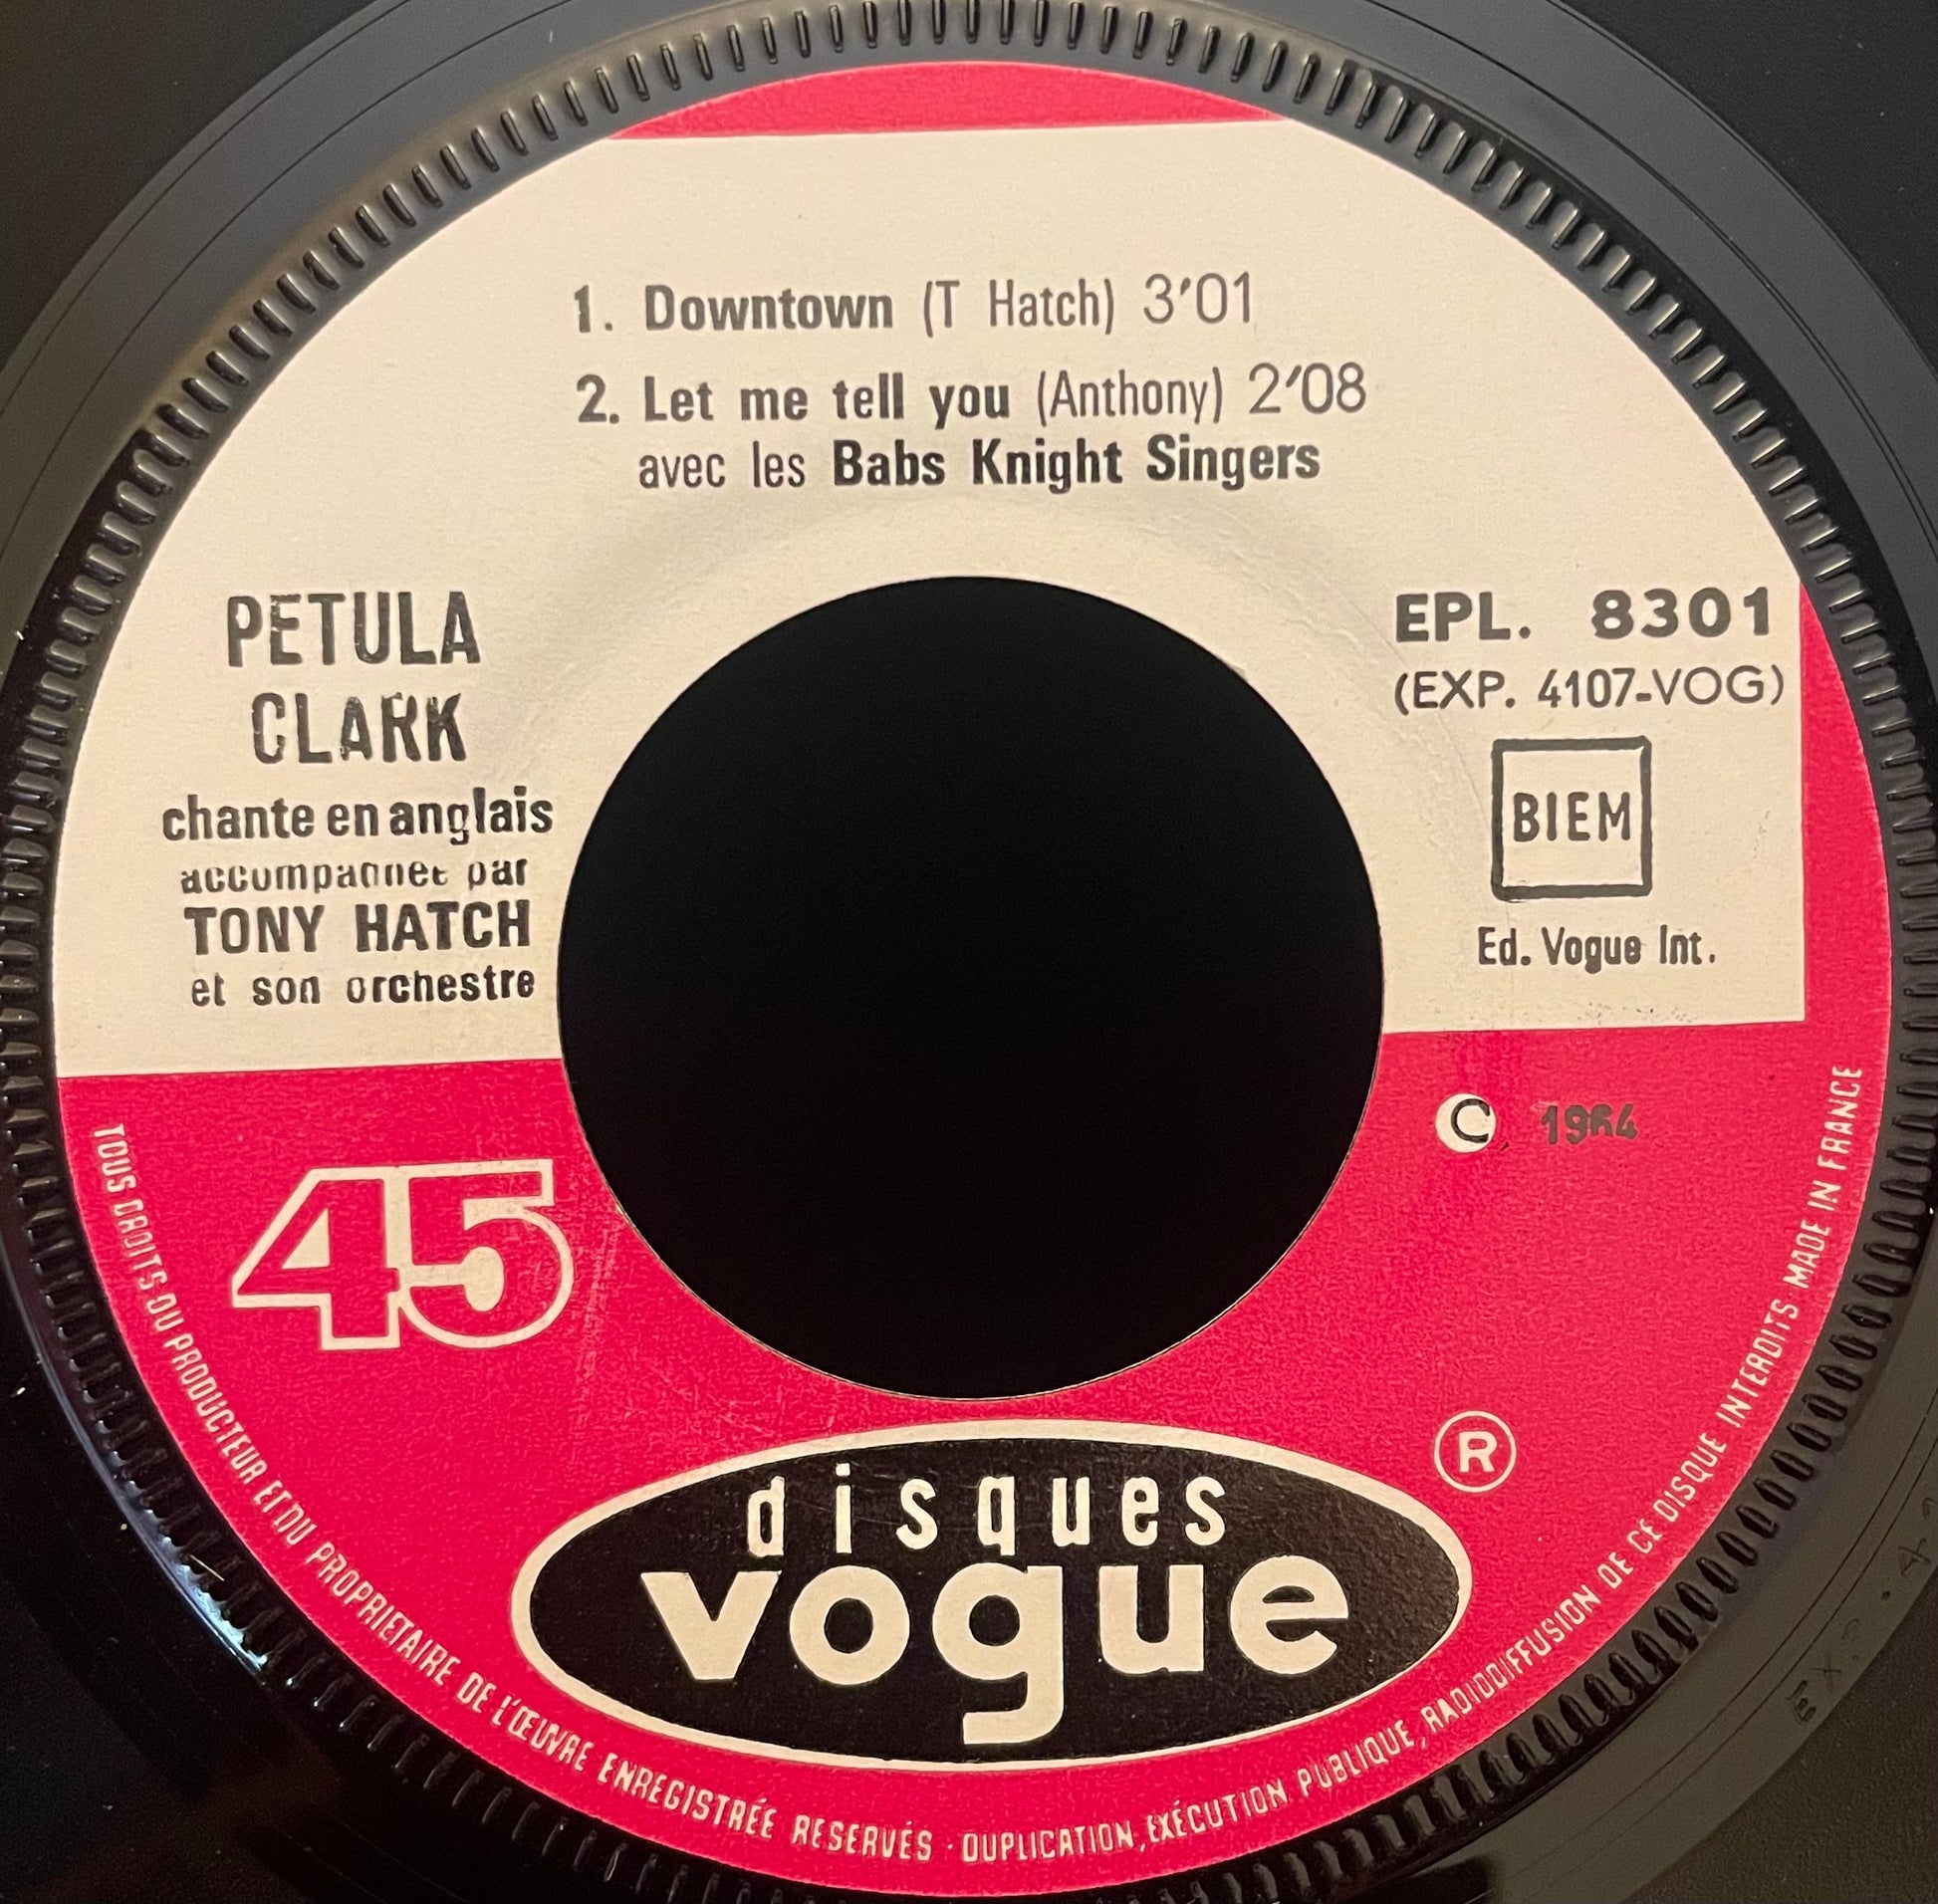 1. Downtown (T Hatch) 3'01
2. Let me tell you (Anthony) 2'08
avec les Babs Knight Singers
PETULA
CLARK
chante en anglais
accompagnee par
TONY HATCH
et son orchestre
EPL. 8301
(EXP. 4107-VOG)
BIEM
Ed. Vogue Int.
© 1964
45
disques
vogue
®
TOUS DROITS DU PRODUCTEUR ET DU PROPRIETAIRE DE L'ŒUVRE ENREGISTRÉE RESERVÉS · DUPLICATION, EXÉCUTION PUBLIQUE, RADIODIFFUSION DE CE DISQUE INTERDITS · MADE IN FRANCE